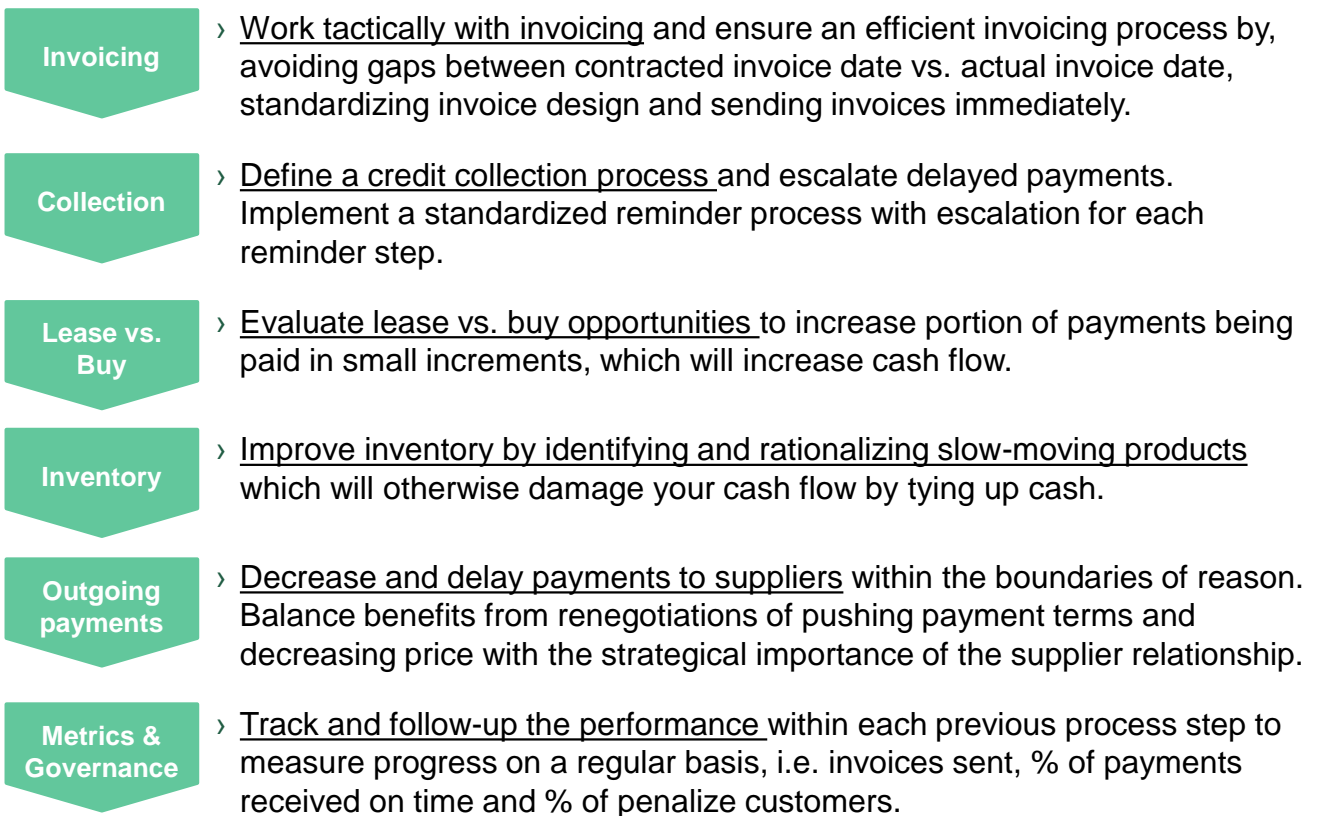 Invoicing
› Work tactically with invoicing and ensure an efficient invoicing process by,
avoiding gaps between contracted invoice date vs. actual invoice date,
standardizing invoice design and sending invoices immediately.
Collection
› Define a credit collection process and escalate delayed payments.
Implement a standardized reminder process with escalation for each
reminder step.
Lease vs.
Buy
› Evaluate lease vs. buy opportunities to increase portion of payments being
paid in small increments, which will increase cash flow.
Inventory
› Improve inventory by identifying and rationalizing slow-moving products
which will otherwise damage your cash flow by tying up cash.
Outgoing
payments
› Decrease and delay payments to suppliers within the boundaries of reason.
Balance benefits from renegotiations of pushing payment terms and
decreasing price with the strategical importance of the supplier relationship.
Metrics &
Governance
› Track and follow-up the performance within each previous process step to
measure progress on a regular basis, i.e. invoices sent, % of payments
received on time and % of penalize customers.